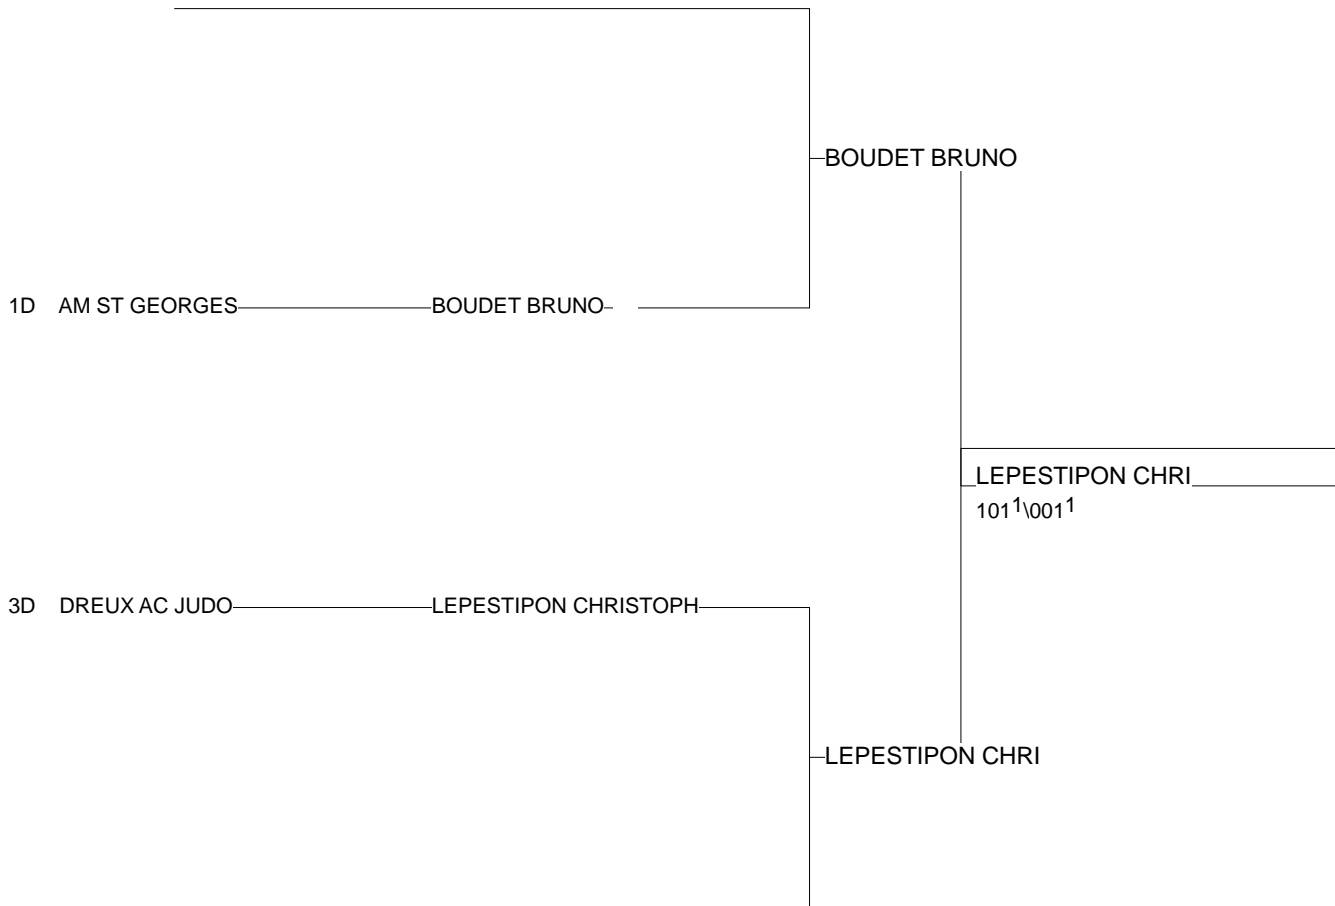 BOUDET BRUNO
1D AM ST GEORGES BOUDET BRUNO
LEPESTIPON CHRI
101¹\001¹
3D DREUX AC JUDO LEPESTIPON CHRISTOPH
LEPESTIPON CHRI